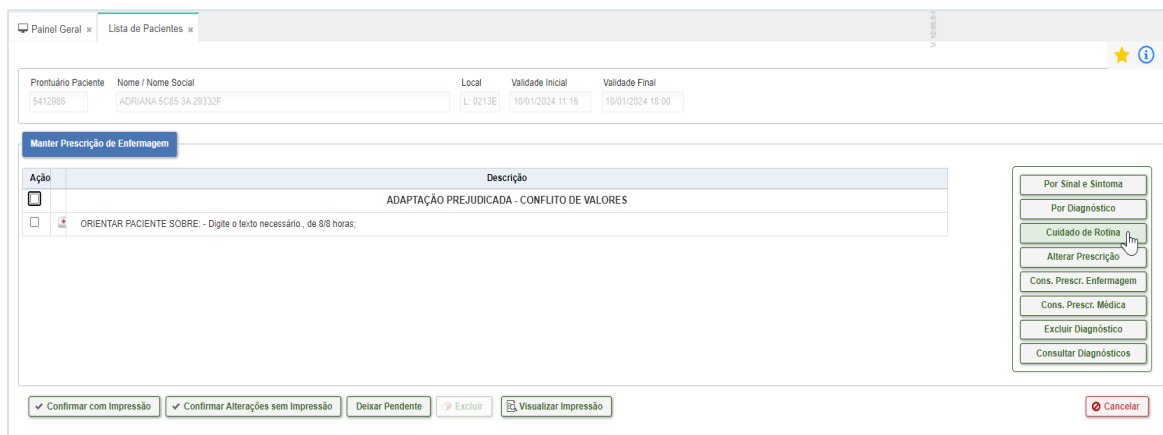 Painel Geral × Lista de Pacientes ×
Prontuário Paciente Nome / Nome Social Local Validade Inicial Validade Final
5412986 ADRIANA 5C85 3A 29332F L: 0213E 10/01/2024 11:16 10/01/2024 18:00
Manter Prescrição de Enfermagem
Ação Descrição
ADAPTAÇÃO PREJUDICADA - CONFLITO DE VALORES
ORIENTAR PACIENTE SOBRE: - Digite o texto necessário., de 8/8 horas;
Por Sinal e Sintoma
Por Diagnóstico
Cuidado de Rotina
Alterar Prescrição
Cons. Prescr. Enfermagem
Cons. Prescr. Médica
Excluir Diagnóstico
Consultar Diagnósticos
Confirmar com Impressão Confirmar Alterações sem Impressão Deixar Pendente Excluir Visualizar Impressão Cancelar